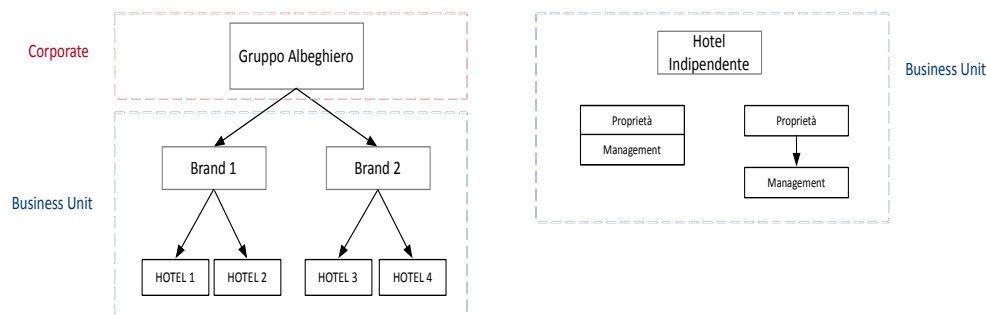 Corporate
Gruppo Albeghiero
Business Unit
Brand 1
Brand 2
HOTEL 1
HOTEL 2
HOTEL 3
HOTEL 4
Hotel
Indipendente
Business Unit
Proprietà
Management
Proprietà
Management